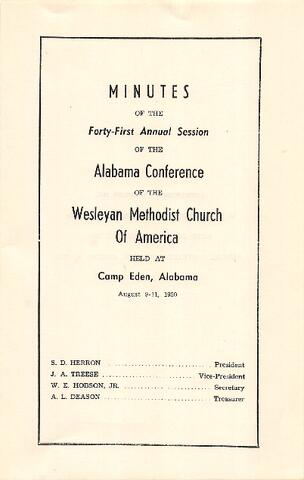 MINUTES
OF THE
Forty-First Annual Session
OF THE
Alabama Conference
OF THE
Wesleyan Methodist Church
Of America
HELD AT
Camp Eden, Alabama
August 9-11, 1950
S. D. HERRON .......................... President
J. A. TREESE .......................... Vice-President
W. E. HOBSON, JR. .......................... Secretary
A. L. DEASON .......................... Treasurer